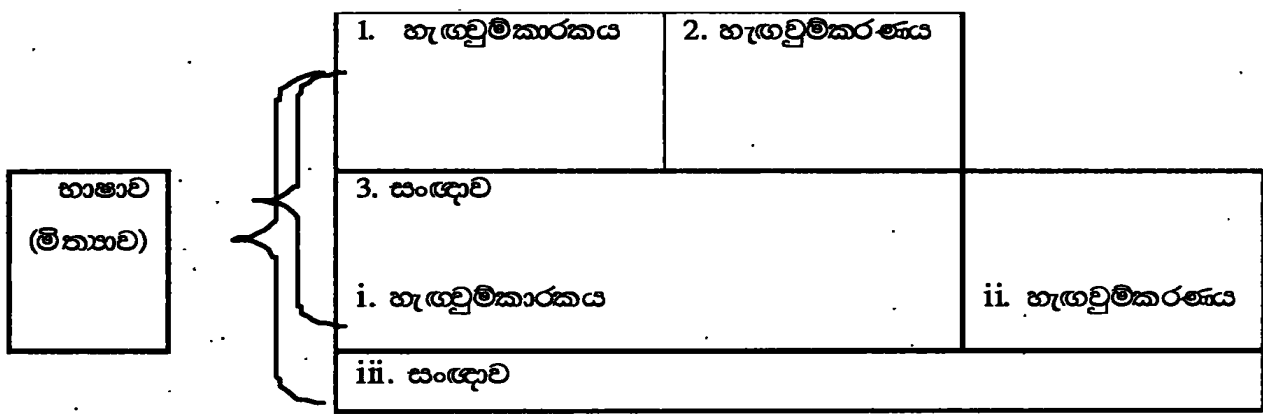 1. හැඟවුම්කාරකය
2. හැඟවුම්කරණය
භාෂාව
(මිත්‍යාව)
3. සංඥාව
i. හැඟවුම්කාරකය
ii. හැඟවුම්කරණය
iii. සංඥාව